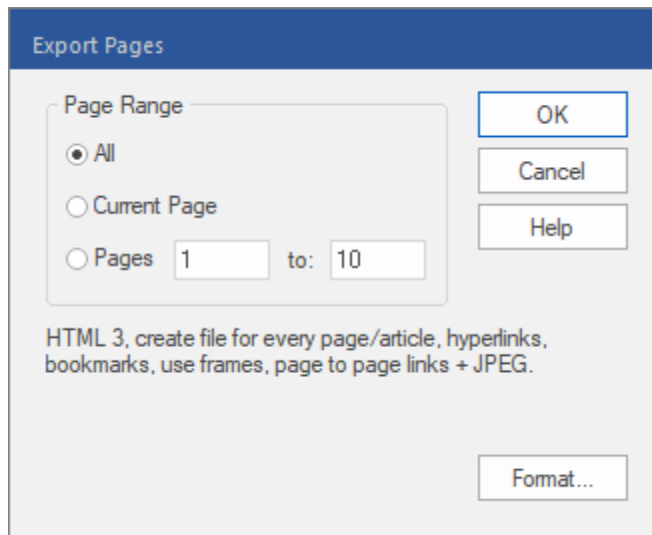 Export Pages
Page Range
All
Current Page
Pages 1 to: 10
OK
Cancel
Help
HTML 3, create file for every page/article, hyperlinks,
bookmarks, use frames, page to page links + JPEG.
Format...